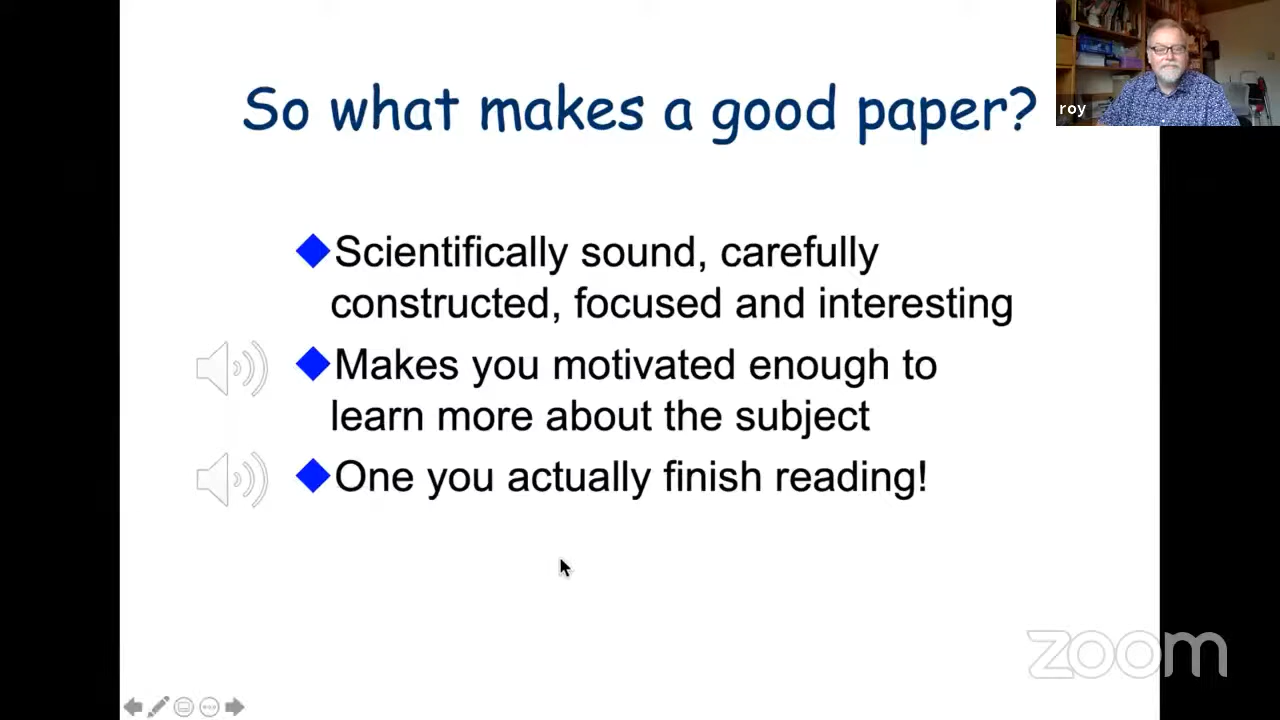 So what makes a good paper?
roy
Scientifically sound, carefully
constructed, focused and interesting
Makes you motivated enough to
learn more about the subject
One you actually finish reading!
zoom